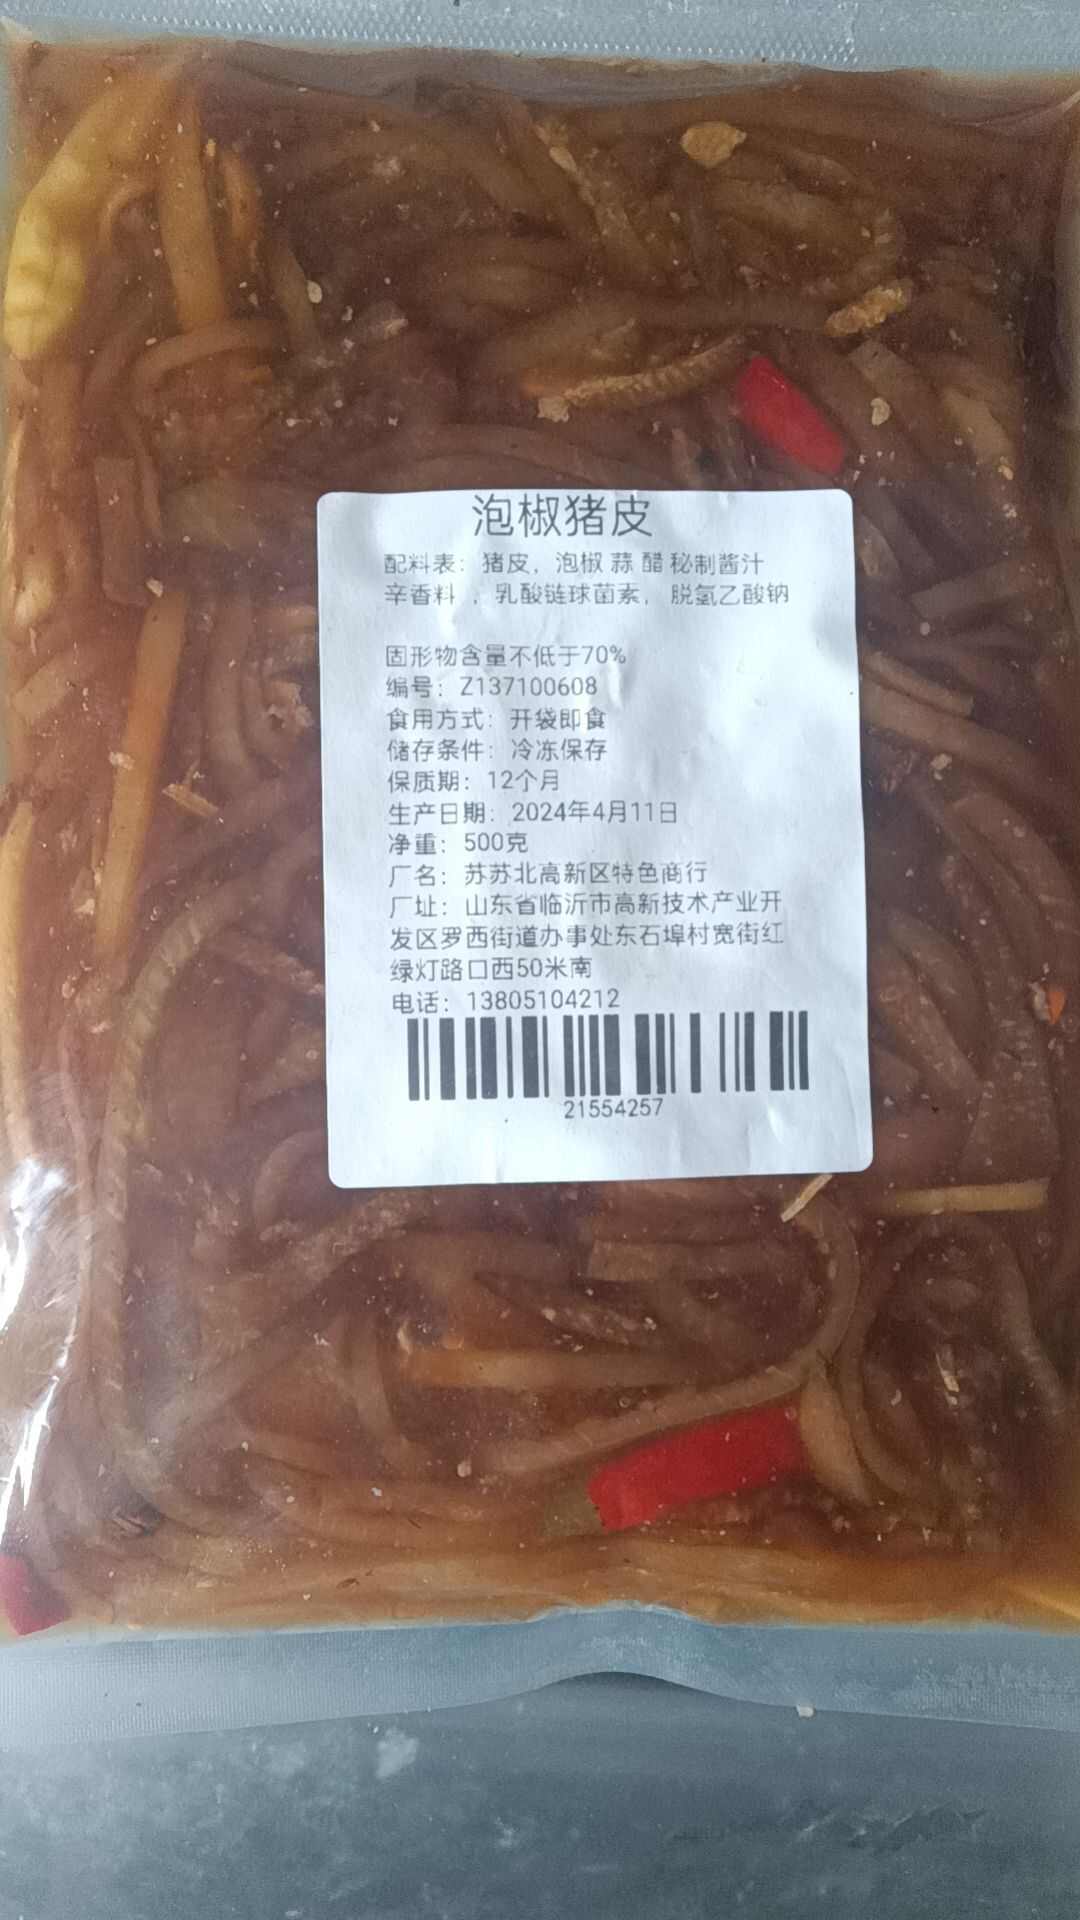 泡椒猪皮
配料表：猪皮，泡椒 蒜 醋 秘制酱汁
辛香料 ，乳酸链球菌素， 脱氢乙酸钠
固形物含量不低于70%
编号：Z137100608
食用方式：开袋即食
储存条件：冷冻保存
保质期：12个月
生产日期：2024年4月11日
净重：500克
厂名：苏苏北高新区特色商行
厂址：山东省临沂市高新技术产业开
发区罗西街道办事处东石埠村宽街红
绿灯路口西50米南
电话：13805104212
21554257